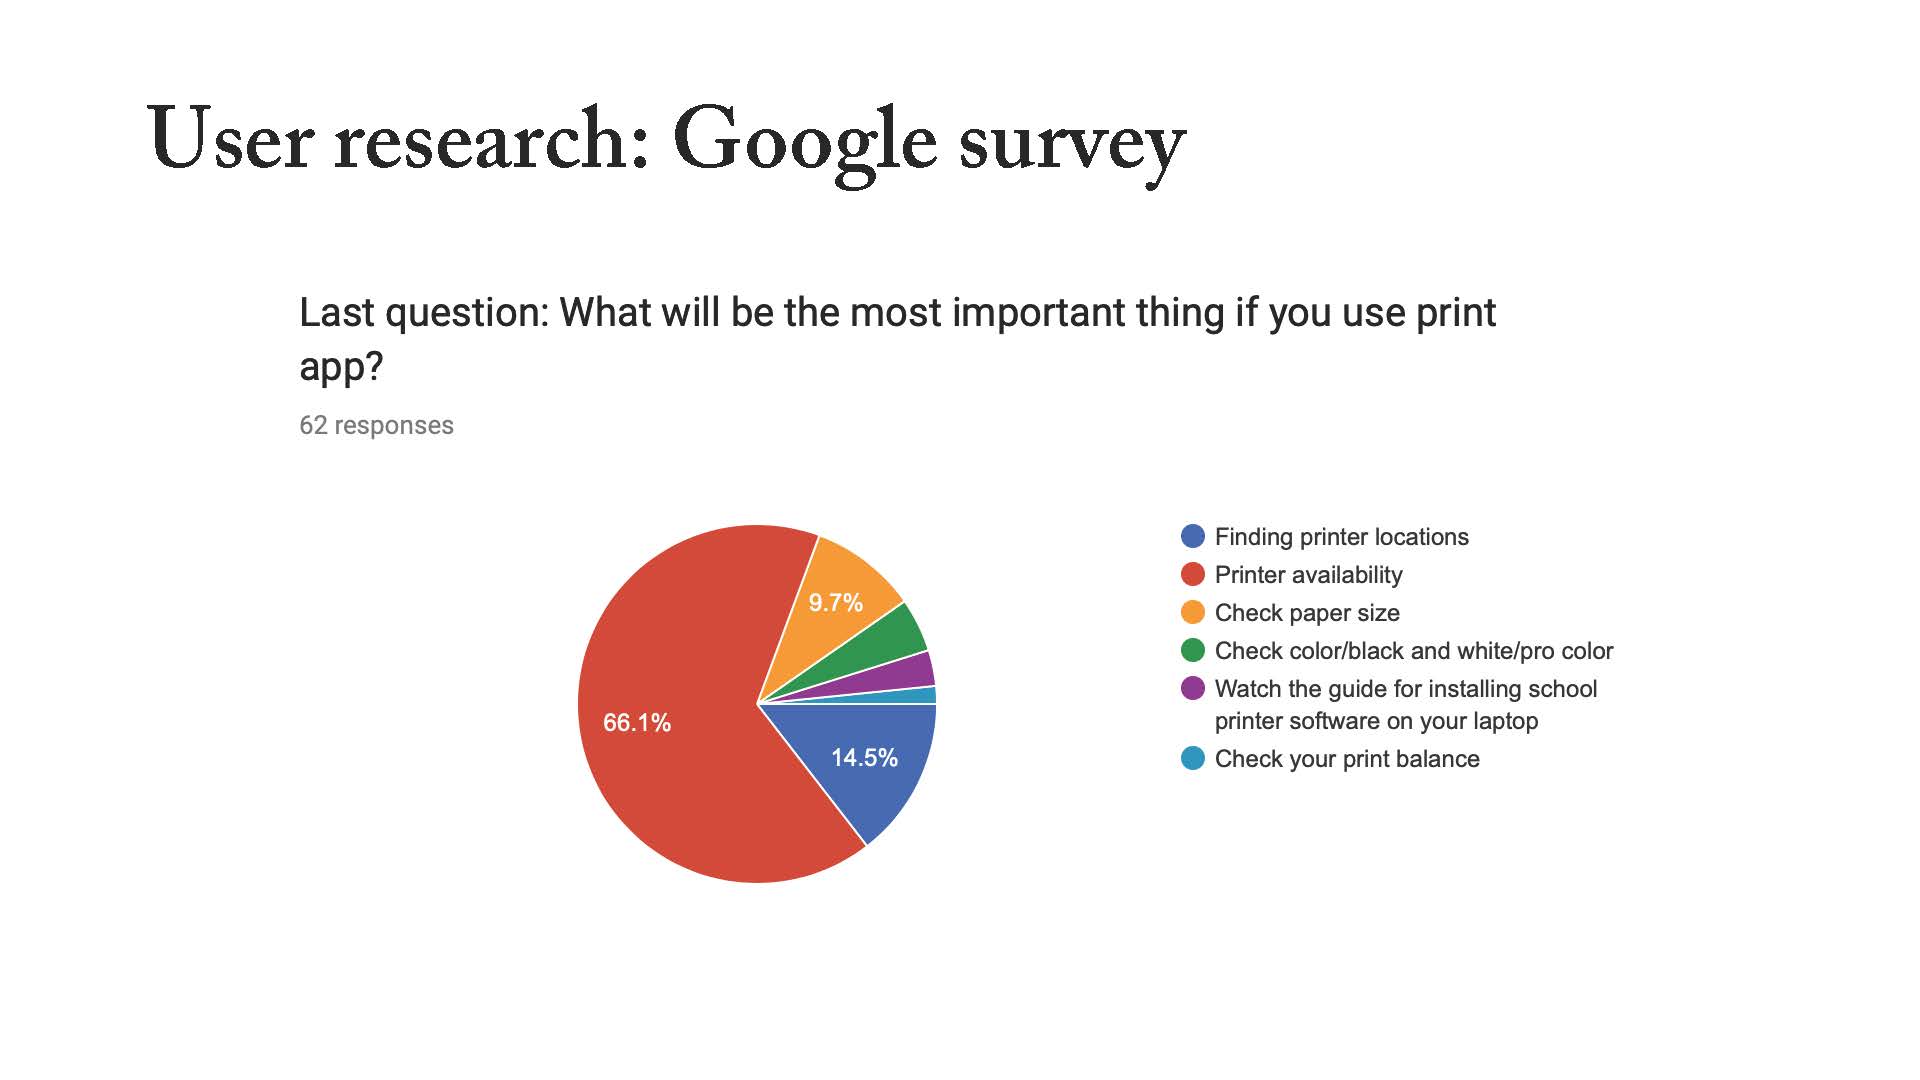 User research: Google survey
Last question: What will be the most important thing if you use print
app?
62 responses
9.7%
66.1%
14.5%
Finding printer locations
Printer availability
Check paper size
Check color/black and white/pro color
Watch the guide for installing school
printer software on your laptop
Check your print balance